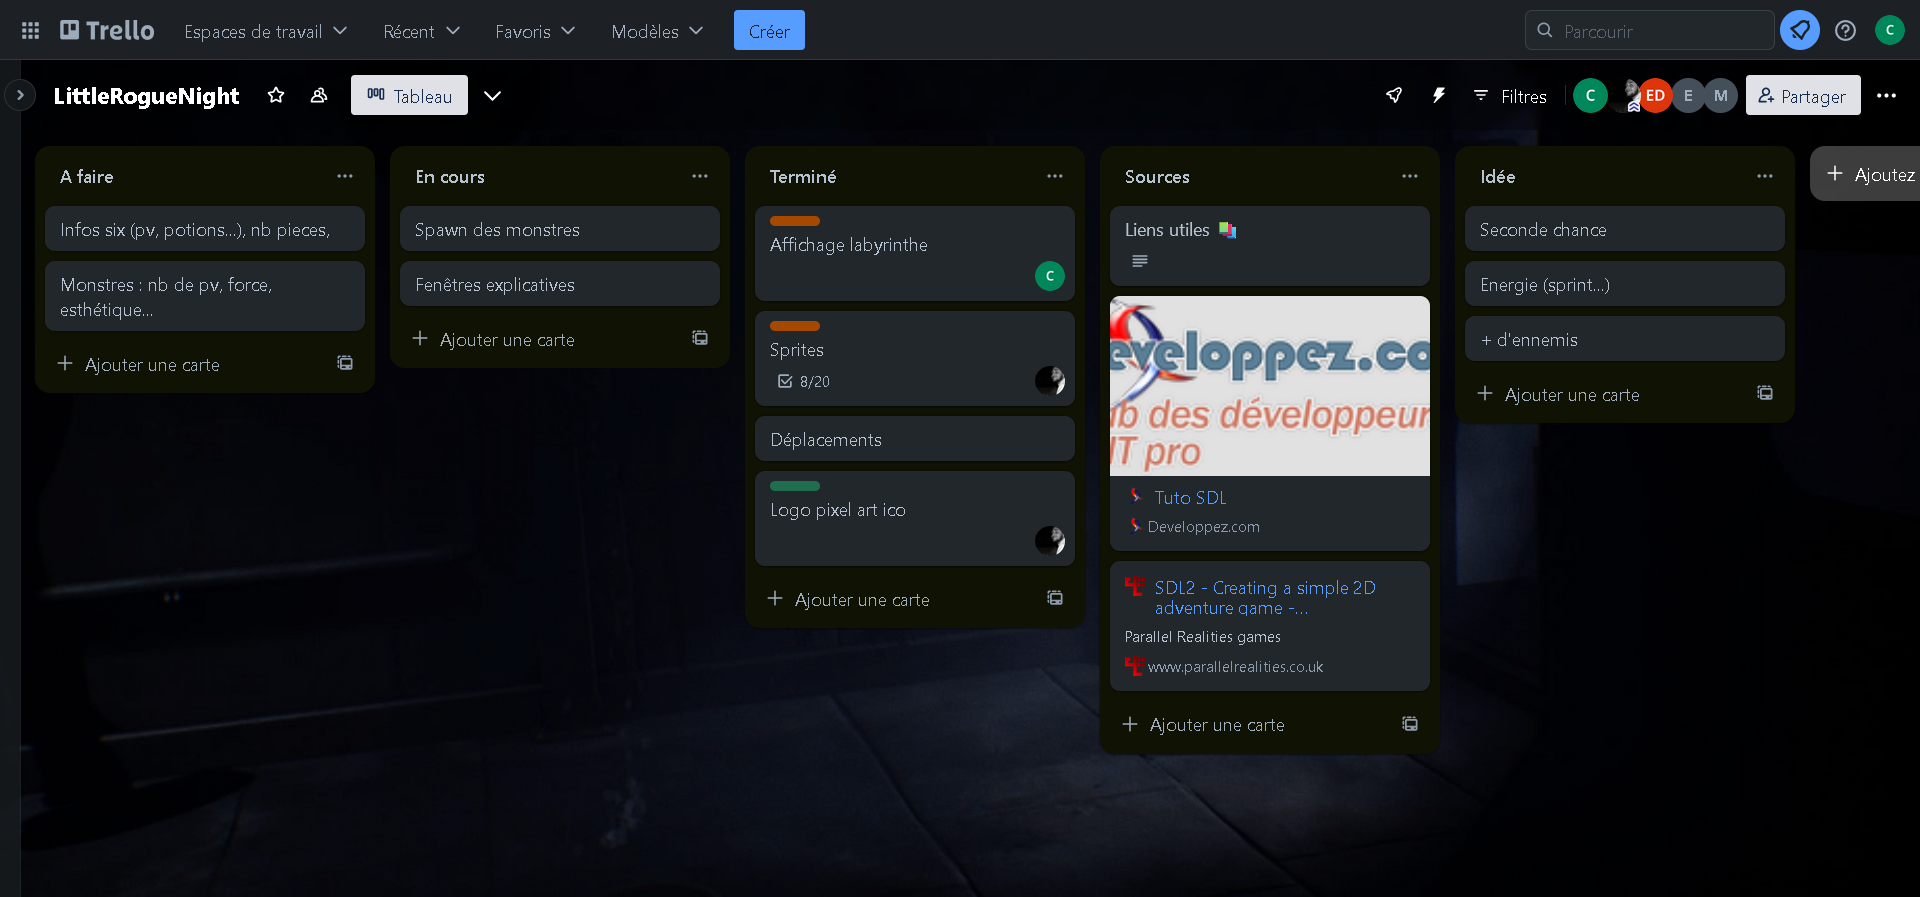 Trello
Espaces de travail
Récent
Favoris
Modèles
Créer
Parcourir
C
LittleRogueNight
Tableau
Filtres
C
ED
E
M
Partager
A faire
Infos six (pv, potions...), nb pieces,
Monstres : nb de pv, force,
esthétique...
Ajouter une carte
En cours
Spawn des monstres
Fenêtres explicatives
Ajouter une carte
Terminé
Affichage labyrinthe
C
Sprites
8/20
Déplacements
Logo pixel art ico
Ajouter une carte
Sources
Liens utiles
eveloppez.co
ub des développeur
IT pro
Tuto SDL
Developpez.com
SDL2 - Creating a simple 2D
adventure game -...
Parallel Realities games
www.parallelrealities.co.uk
Ajouter une carte
Idée
Seconde chance
Energie (sprint...)
+ d'ennemis
Ajouter une carte
Ajoutez